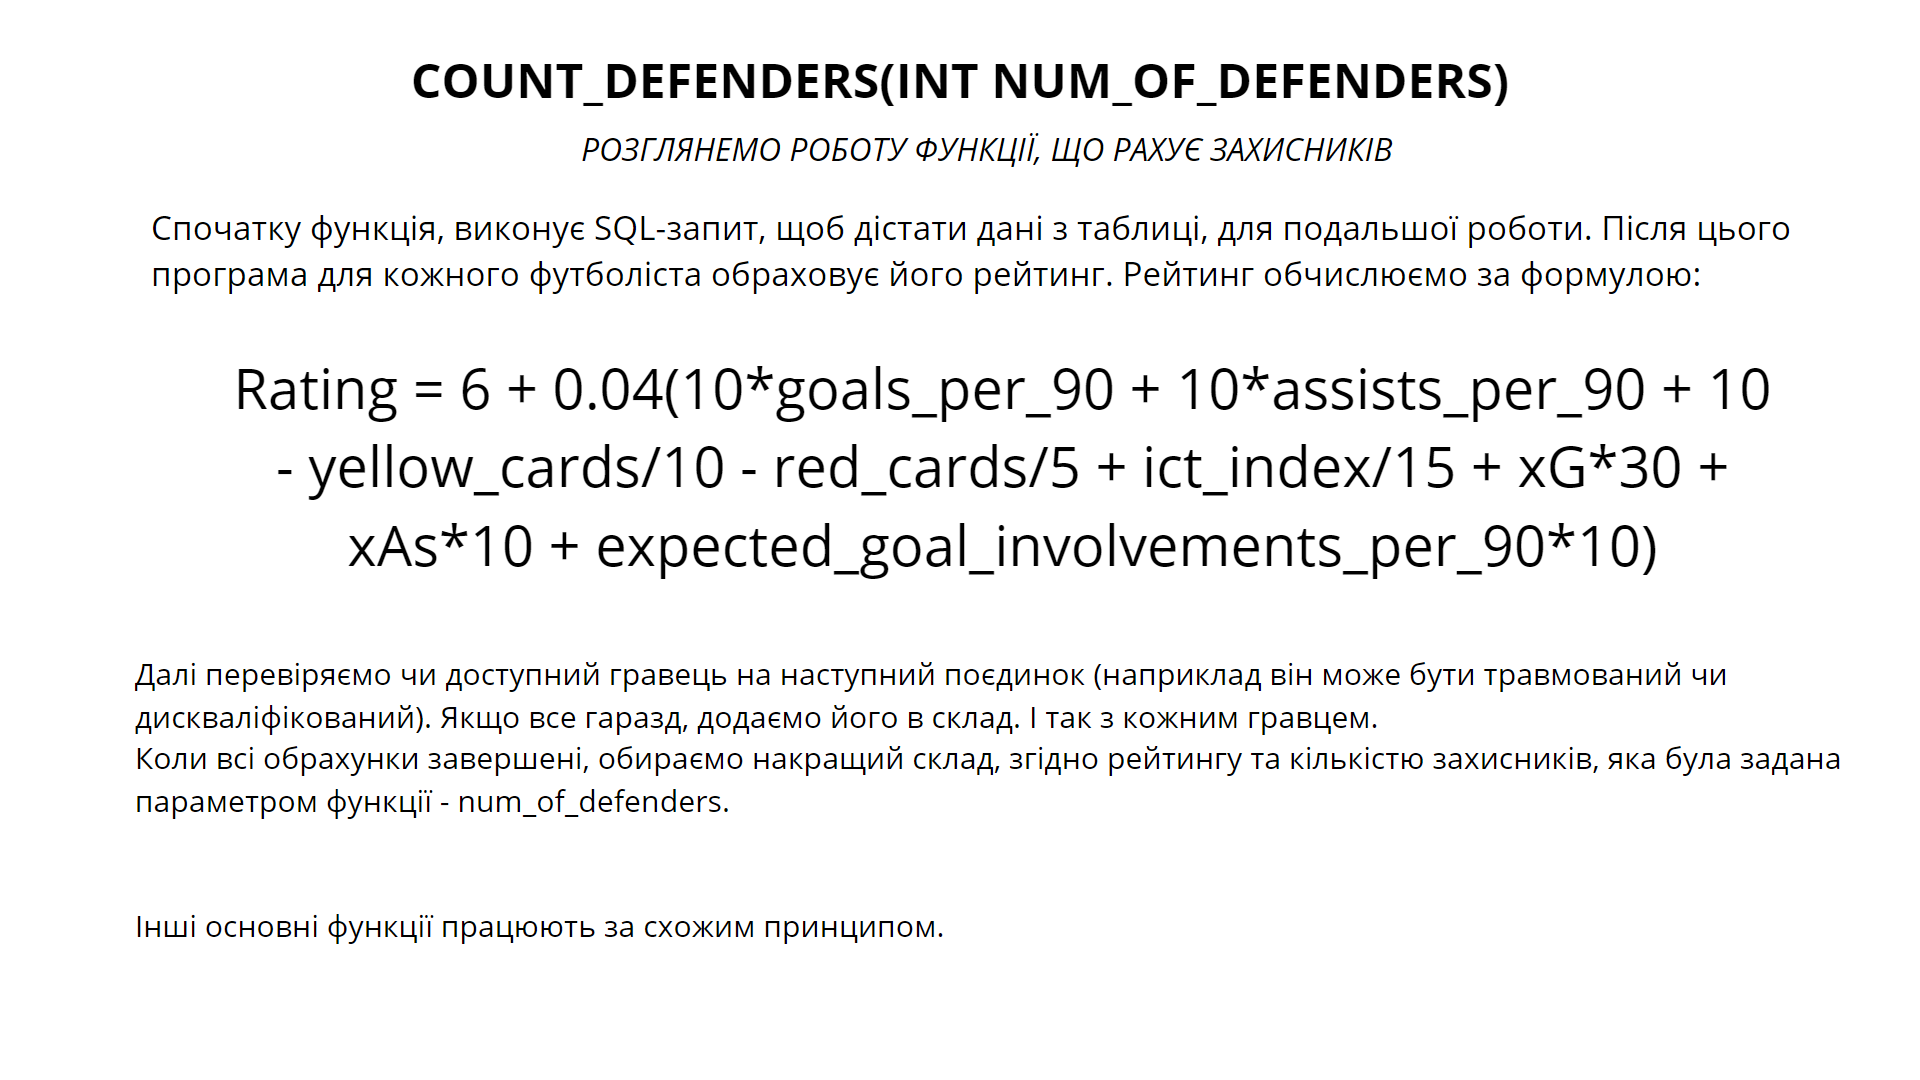 COUNT_DEFENDERS(INT NUM_OF_DEFENDERS)
РОЗГЛЯНЕМО РОБОТУ ФУНКЦІЇ, ЩО РАХУЄ ЗАХИСНИКІВ
Спочатку функція, виконує SQL-запит, щоб дістати дані з таблиці, для подальшої роботи. Після цього
програма для кожного футболіста обраховує його рейтинг. Рейтинг обчислюємо за формулою:
Rating = 6 + 0.04(10*goals_per_90 + 10*assists_per_90 + 10
- yellow_cards/10 - red_cards/5 + ict_index/15 + xG*30 +
xAs*10 + expected_goal_involvements_per_90*10)
Далі перевіряємо чи доступний гравець на наступний поєдинок (наприклад він може бути травмований чи
дискваліфікований). Якщо все гаразд, додаємо його в склад. І так з кожним гравцем.
Коли всі обрахунки завершені, обираємо накращий склад, згідно рейтингу та кількістю захисників, яка була задана
параметром функції - num_of_defenders.
Інші основні функції працюють за схожим принципом.